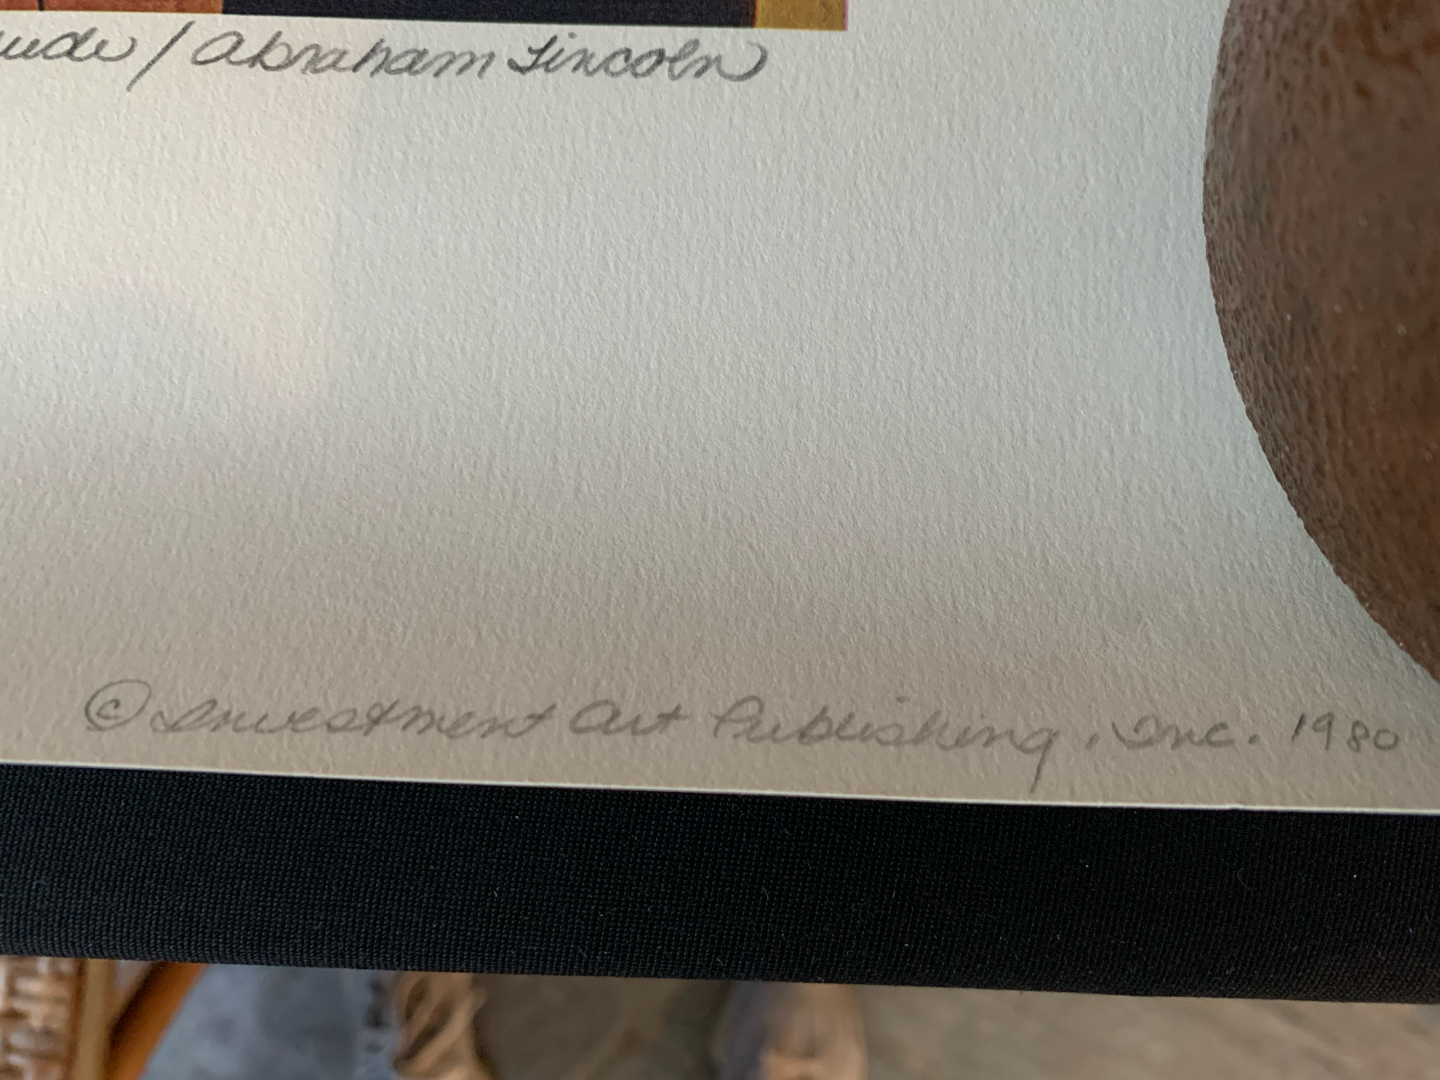 / Abraham Lincoln
© Investment Art Publishing, Inc. 1980